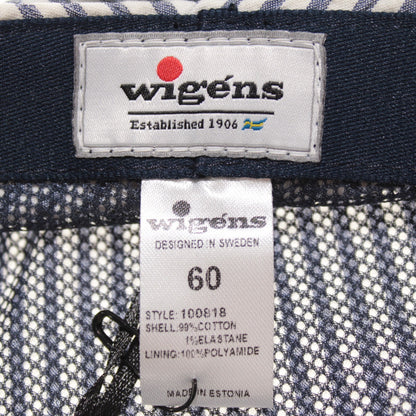 wigéns
Established 1906
wigéns
DESIGNED IN SWEDEN
60
STYLE: 100818
SHELL: 99%COTTON
1%ELASTANE
LINING: 100%POLYAMIDE
MADE IN ESTONIA